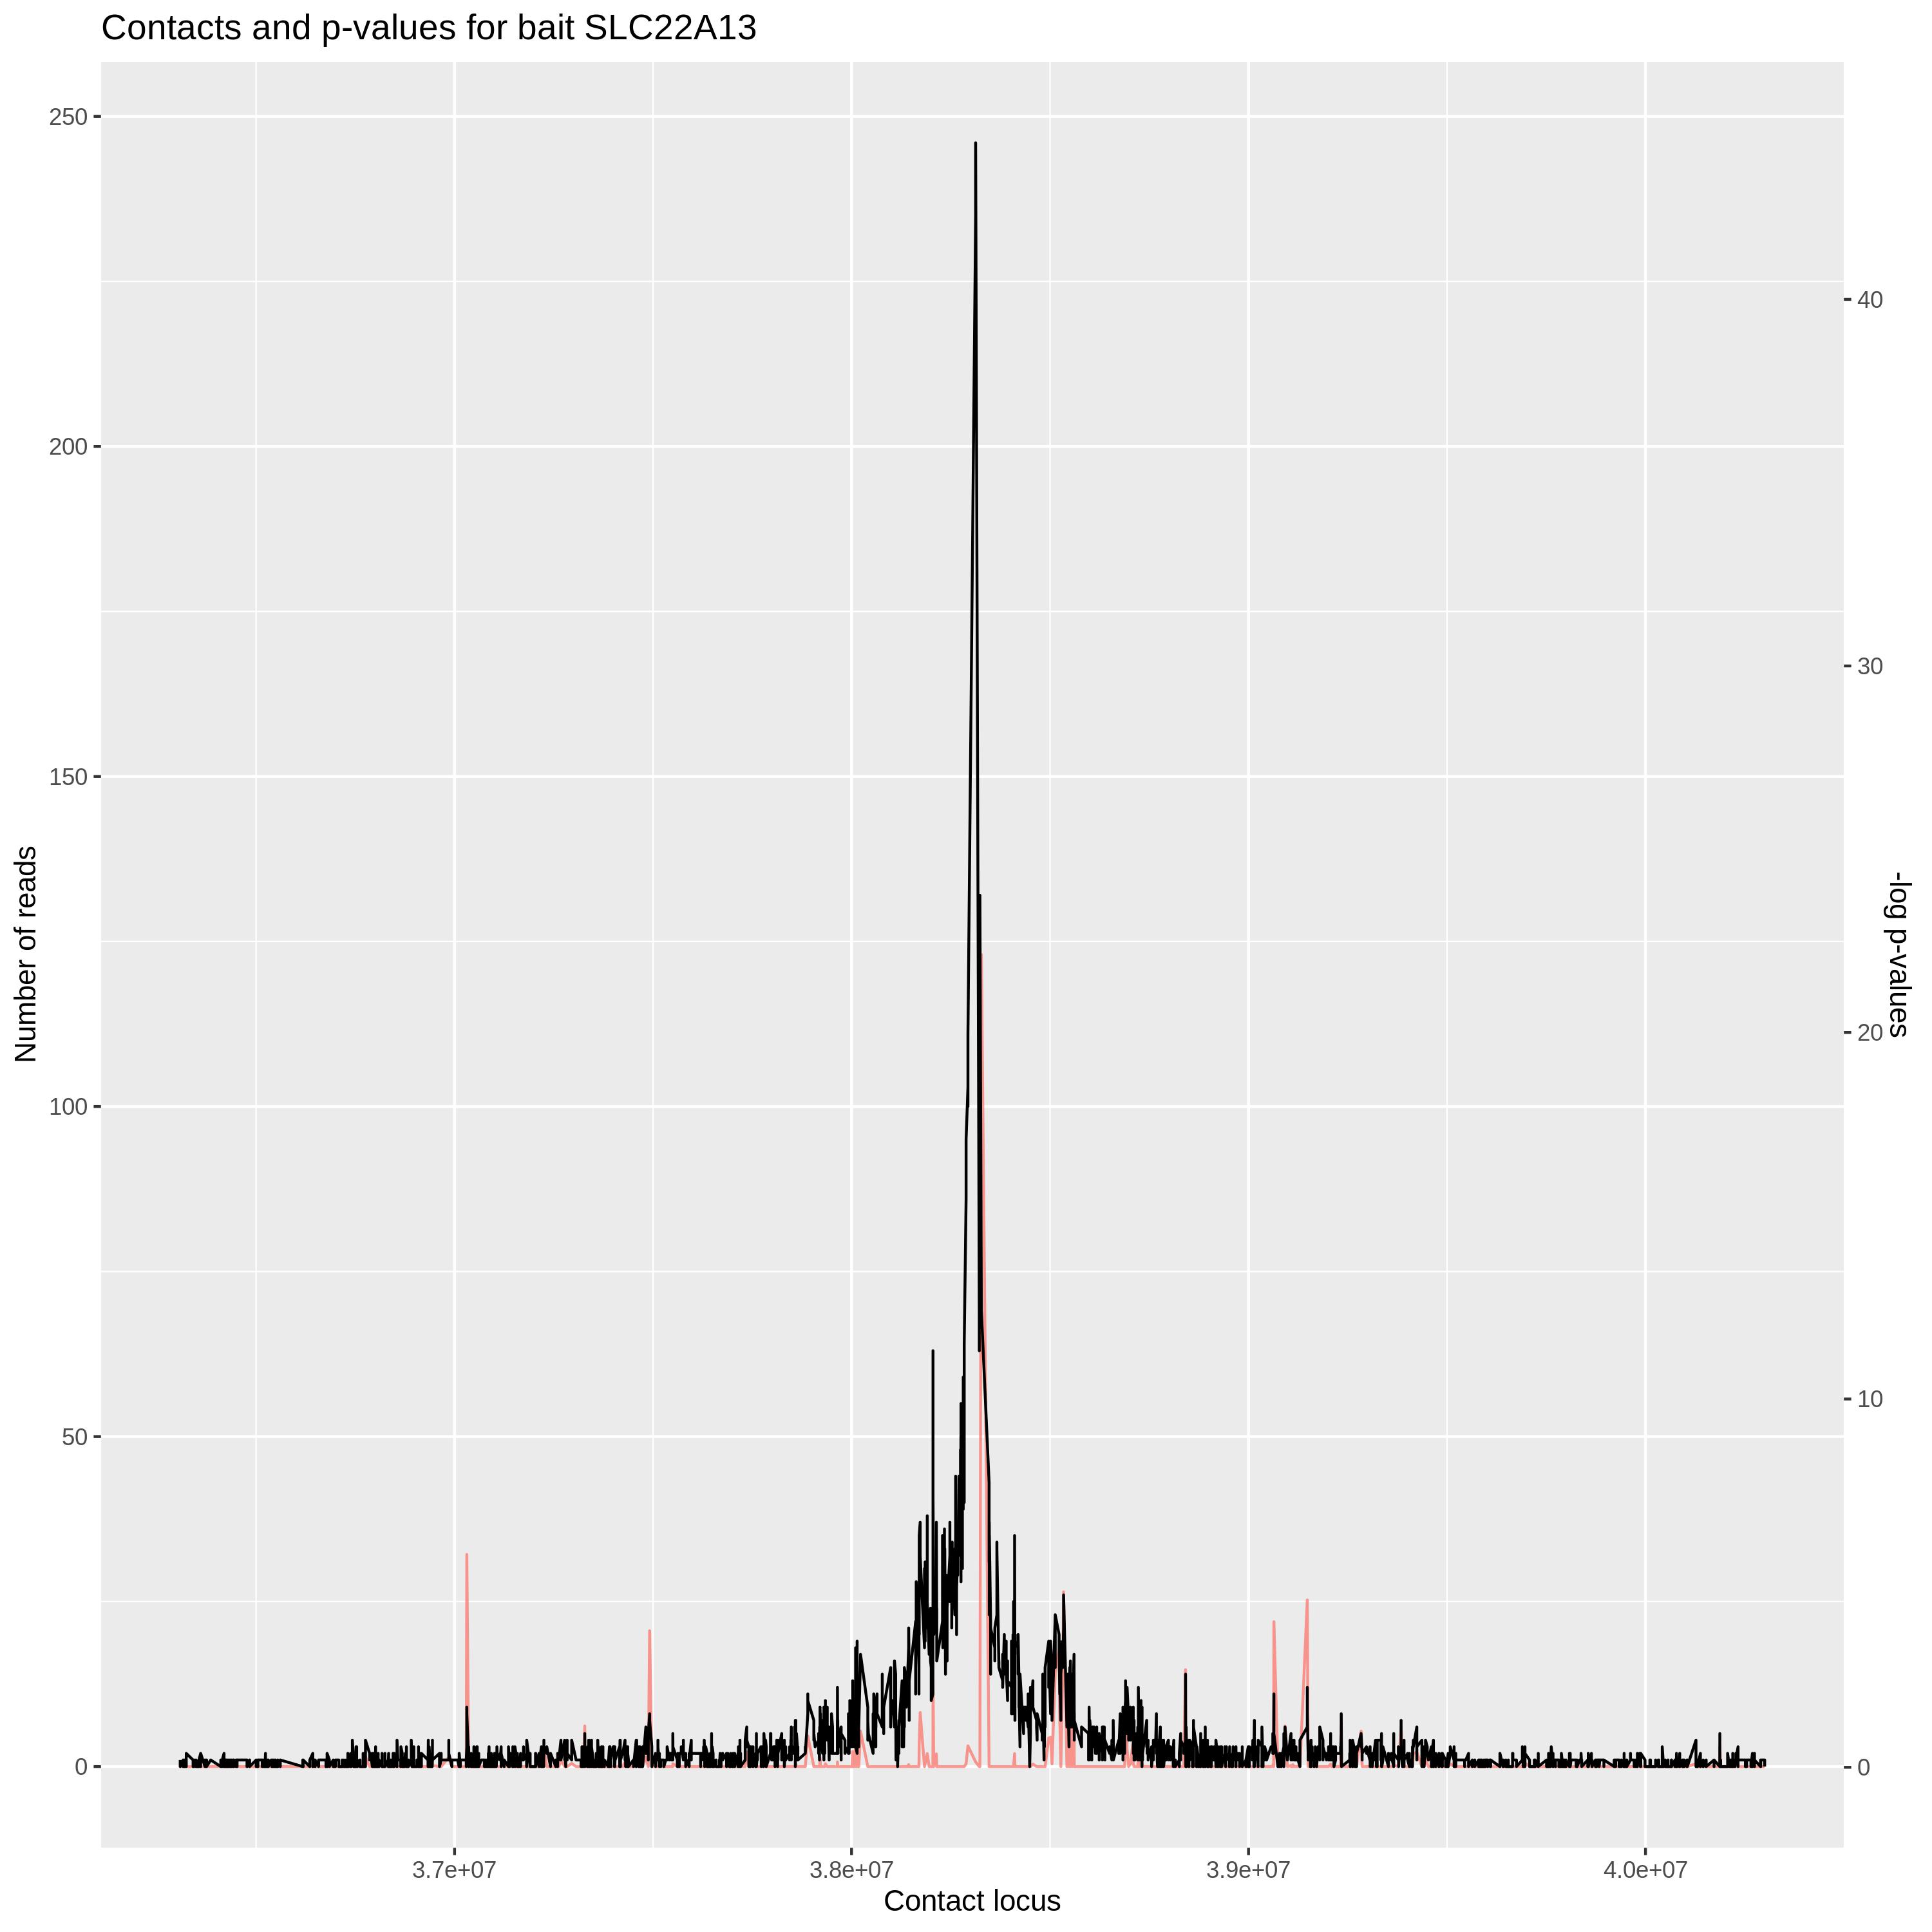 Contacts and p-values for bait SLC22A13
250
200
150
100
50
0
Number of reads
40
30
20
10
0
-log p-values
3.7e+07 3.8e+07 3.9e+07 4.0e+07
Contact locus